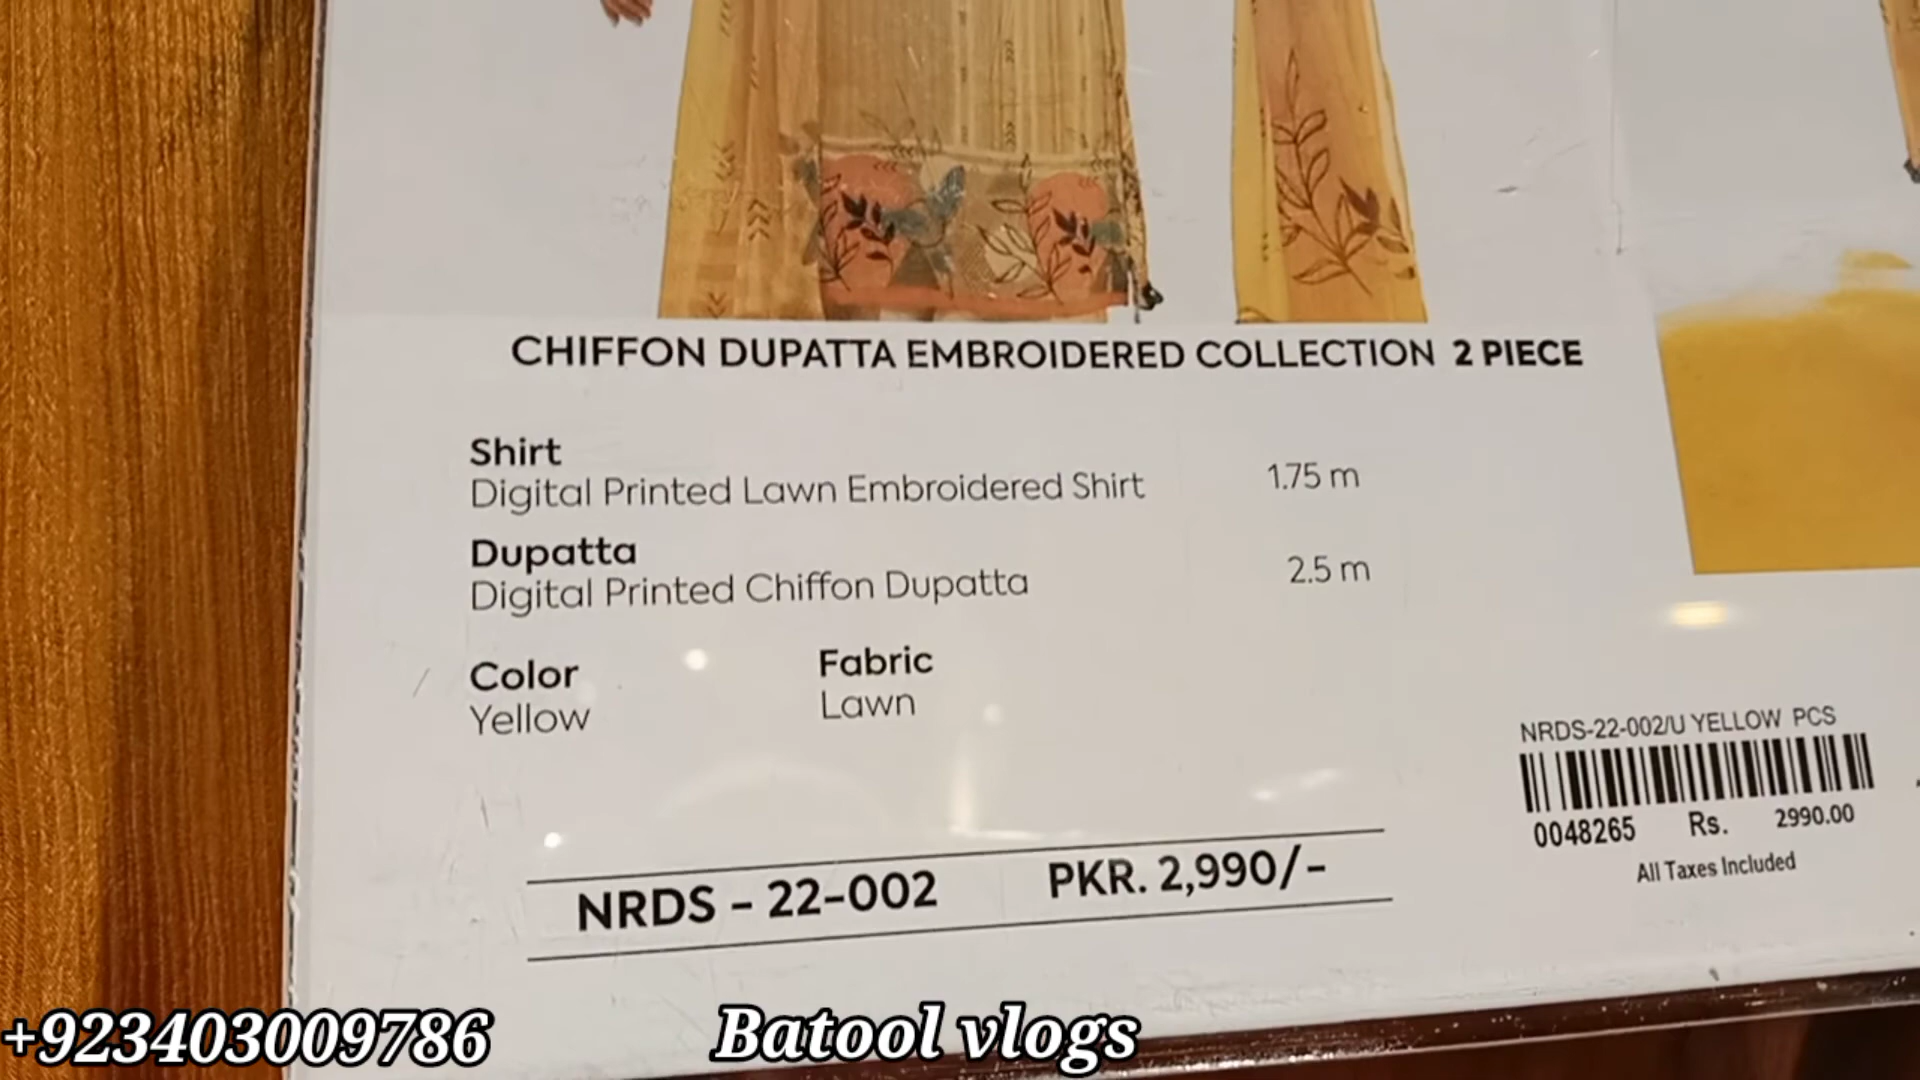 CHIFFON DUPATTA EMBROIDERED COLLECTION 2 PIECE
Shirt
Digital Printed Lawn Embroidered Shirt 1.75 m
Dupatta
Digital Printed Chiffon Dupatta 2.5 m
Color Fabric
Yellow Lawn
NRDS - 22-002 PKR. 2,990/-
NRDS-22-002/U YELLOW PCS
0048265 Rs. 2990.00
All Taxes Included
+923403009786 Batool vlogs